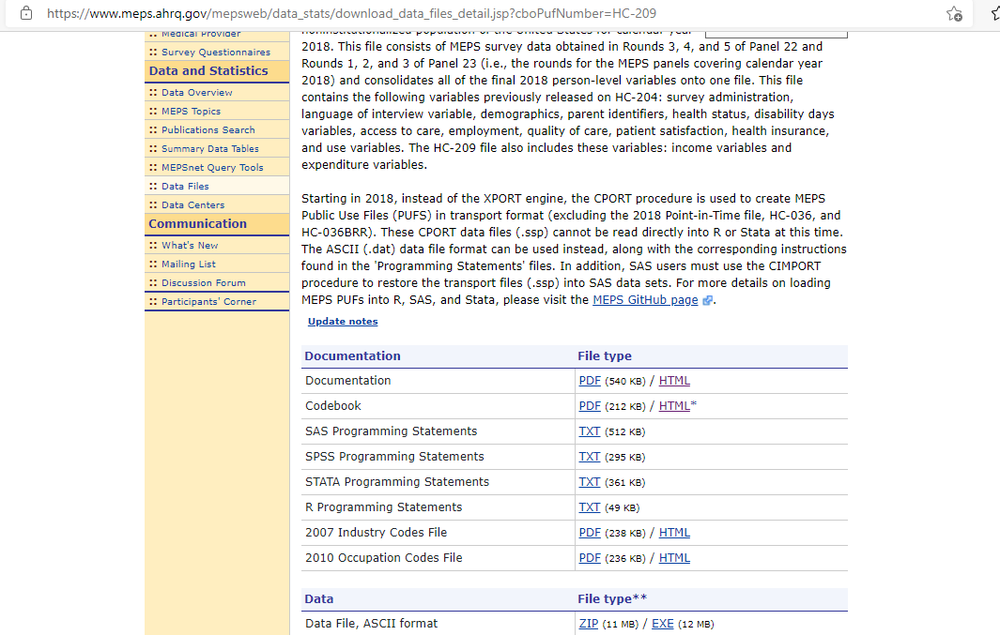 https://www.meps.ahrq.gov/mepsweb/data_stats/download_data_files_detail.jsp?cboPufNumber=HC-209
:: Medical Provider
:: Survey Questionnaires
Data and Statistics
:: Data Overview
:: MEPS Topics
:: Publications Search
:: Summary Data Tables
:: MEPSnet Query Tools
:: Data Files
:: Data Centers
Communication
:: What's New
:: Mailing List
:: Discussion Forum
:: Participants' Corner
noninstitutionalized population of the United States for calendar year
2018. This file consists of MEPS survey data obtained in Rounds 3, 4, and 5 of Panel 22 and
Rounds 1, 2, and 3 of Panel 23 (i.e., the rounds for the MEPS panels covering calendar year
2018) and consolidates all of the final 2018 person-level variables onto one file. This file
contains the following variables previously released on HC-204: survey administration,
language of interview variable, demographics, parent identifiers, health status, disability days
variables, access to care, employment, quality of care, patient satisfaction, health insurance,
and use variables. The HC-209 file also includes these variables: income variables and
expenditure variables.
Starting in 2018, instead of the XPORT engine, the CPORT procedure is used to create MEPS
Public Use Files (PUFS) in transport format (excluding the 2018 Point-in-Time file, HC-036, and
HC-036BRR). These CPORT data files (.ssp) cannot be read directly into R or Stata at this time.
The ASCII (.dat) data file format can be used instead, along with the corresponding instructions
found in the 'Programming Statements' files. In addition, SAS users must use the CIMPORT
procedure to restore the transport files (.ssp) into SAS data sets. For more details on loading
MEPS PUFs into R, SAS, and Stata, please visit the MEPS GitHub page.
Update notes
Documentation File type
Documentation PDF (540 KB) / HTML
Codebook PDF (212 KB) / HTML*
SAS Programming Statements TXT (512 KB)
SPSS Programming Statements TXT (295 KB)
STATA Programming Statements TXT (361 KB)
R Programming Statements TXT (49 KB)
2007 Industry Codes File PDF (238 KB) / HTML
2010 Occupation Codes File PDF (236 KB) / HTML
Data File type**
Data File, ASCII format ZIP (11 MB) / EXE (12 MB)